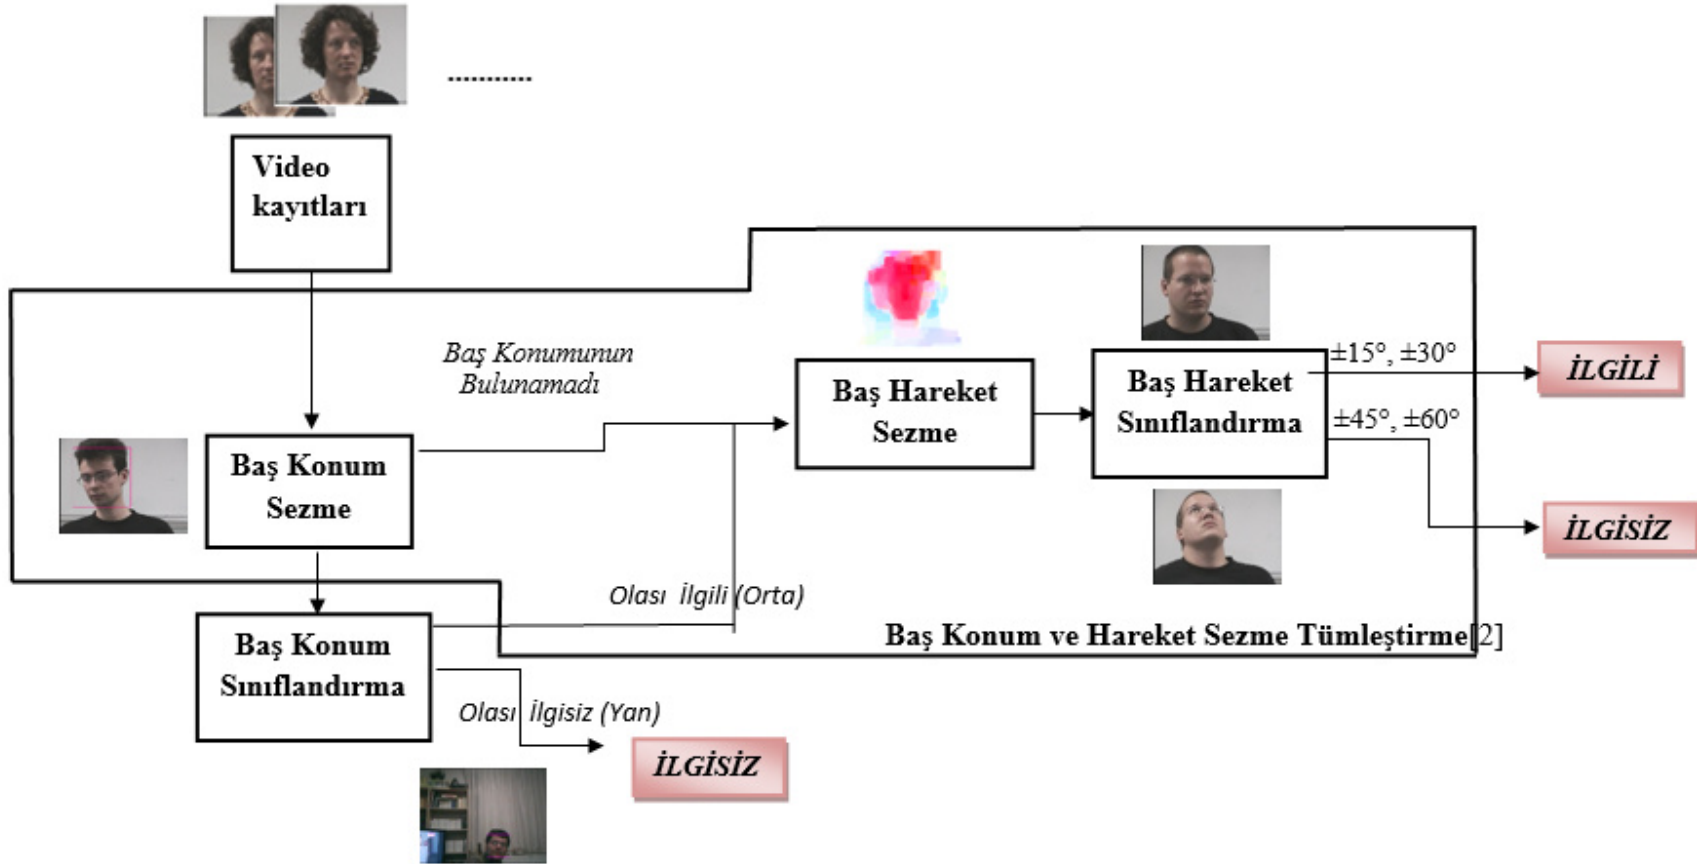 ...........
Video
kayıtları
Baş Konumunun
Bulunamadı
Baş Konum
Sezme
Baş Hareket
Sezme
Baş Hareket
Sınıflandırma
±15°, ±30°
İLGİLİ
±45°, ±60°
İLGİSİZ
Olası İlgili (Orta)
Baş Konum ve Hareket Sezme Tümleştirme[2]
Baş Konum
Sınıflandırma
Olası İlgisiz (Yan)
İLGİSİZ